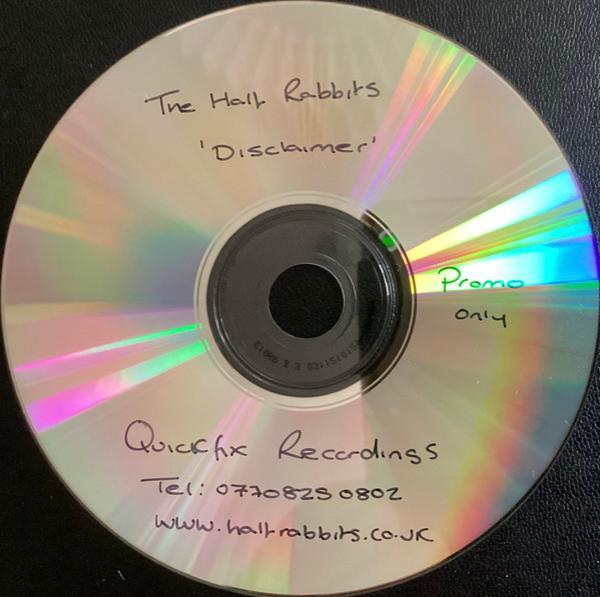 The Half Rabbits
'Disclaimer'
Promo
only
Quickfix Recordings
Tel: 07708250802
www.halfrabbits.co.uk